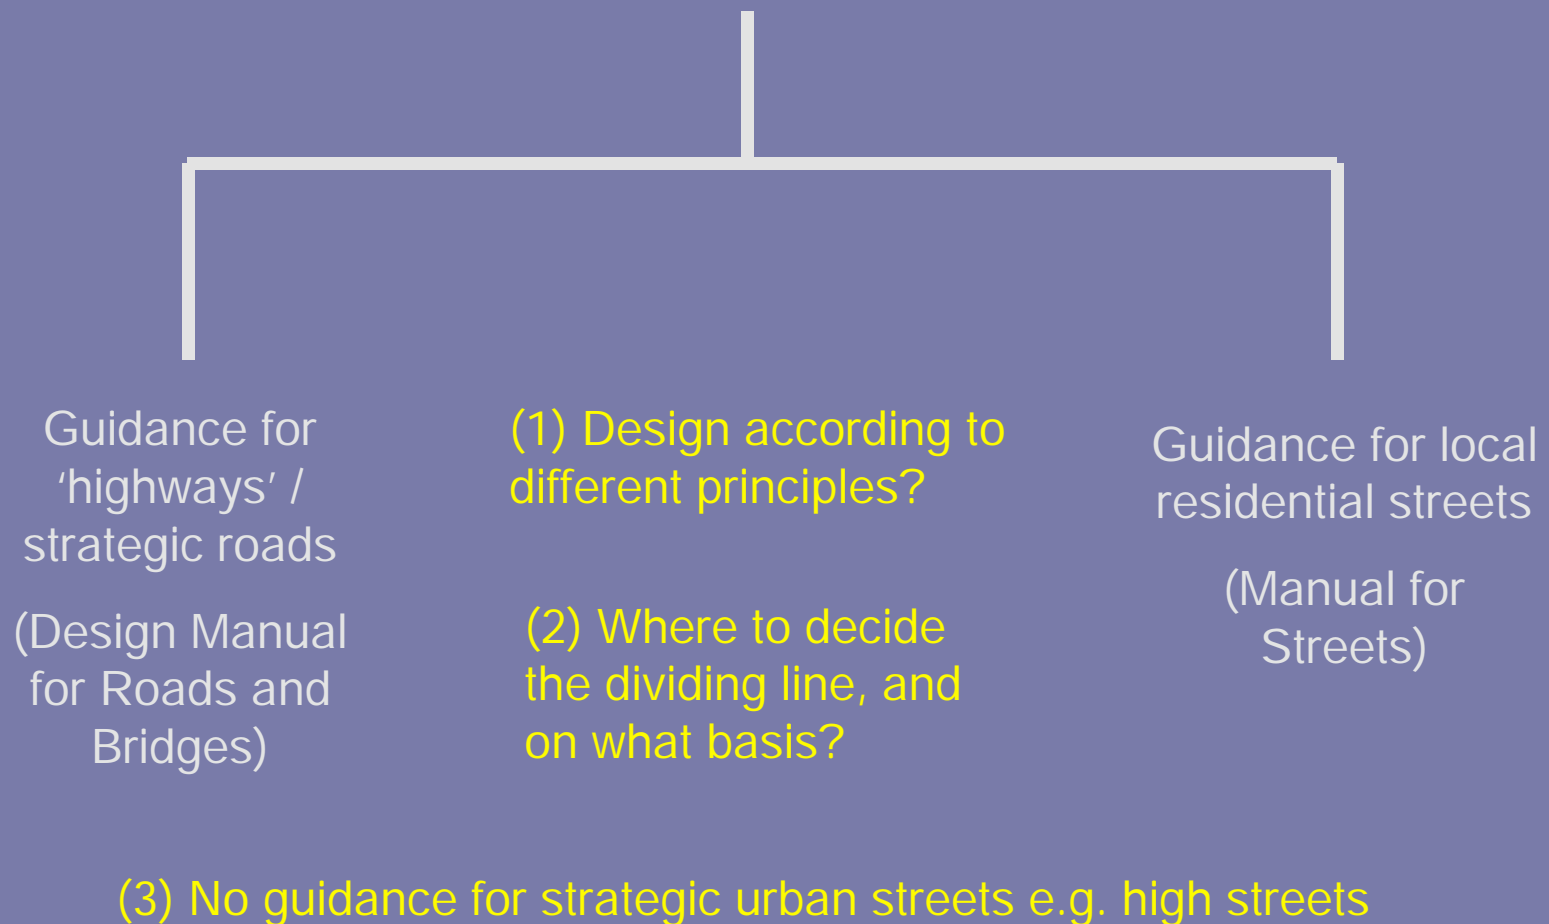 Guidance for
‘highways’ /
strategic roads
(Design Manual
for Roads and
Bridges)
(1) Design according to
different principles?
(2) Where to decide
the dividing line, and
on what basis?
Guidance for local
residential streets
(Manual for
Streets)
(3) No guidance for strategic urban streets e.g. high streets